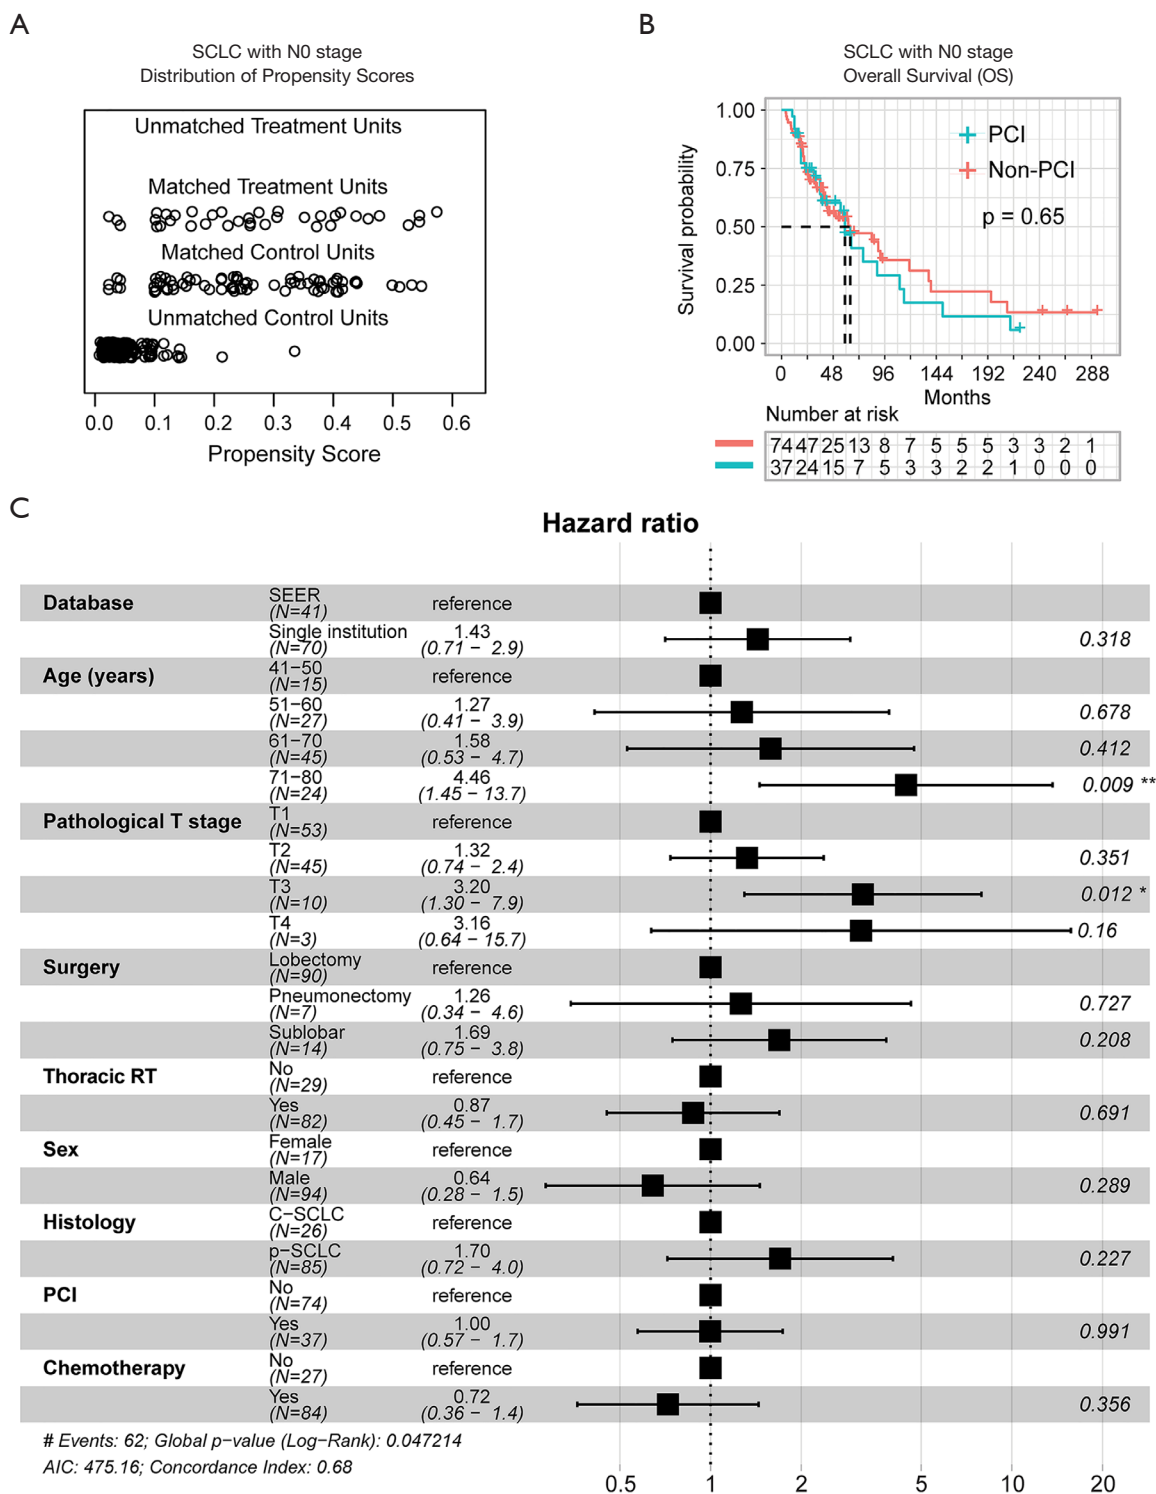 A
SCLC with N0 stage
Distribution of Propensity Scores
Unmatched Treatment Units
Matched Treatment Units
Matched Control Units
Unmatched Control Units
0.0 0.1 0.2 0.3 0.4 0.5 0.6
Propensity Score
B
SCLC with N0 stage
Overall Survival (OS)
Survival probability
1.00
0.75
0.50
0.25
0.00
PCI
Non-PCI
p = 0.65
0 48 96 144 192 240 288
Months
Number at risk
74 47 25 13 8 7 5 5 5 3 3 2 1
37 24 15 7 5 3 3 2 2 1 0 0 0
C
Hazard ratio
Database SEER (N=41) reference
Single institution (N=70) 1.43 (0.71 − 2.9) 0.318
Age (years) 41−50 (N=15) reference
51−60 (N=27) 1.27 (0.41 − 3.9) 0.678
61−70 (N=45) 1.58 (0.53 − 4.7) 0.412
71−80 (N=24) 4.46 (1.45 − 13.7) 0.009 **
Pathological T stage T1 (N=53) reference
T2 (N=45) 1.32 (0.74 − 2.4) 0.351
T3 (N=10) 3.20 (1.30 − 7.9) 0.012 *
T4 (N=3) 3.16 (0.64 − 15.7) 0.16
Surgery Lobectomy (N=90) reference
Pneumonectomy (N=7) 1.26 (0.34 − 4.6) 0.727
Sublobar (N=14) 1.69 (0.75 − 3.8) 0.208
Thoracic RT No (N=29) reference
Yes (N=82) 0.87 (0.45 − 1.7) 0.691
Sex Female (N=17) reference
Male (N=94) 0.64 (0.28 − 1.5) 0.289
Histology C−SCLC (N=26) reference
p−SCLC (N=85) 1.70 (0.72 − 4.0) 0.227
PCI No (N=74) reference
Yes (N=37) 1.00 (0.57 − 1.7) 0.991
Chemotherapy No (N=27) reference
Yes (N=84) 0.72 (0.36 − 1.4) 0.356
# Events: 62; Global p−value (Log−Rank): 0.047214
AIC: 475.16; Concordance Index: 0.68
0.5 1 2 5 10 20